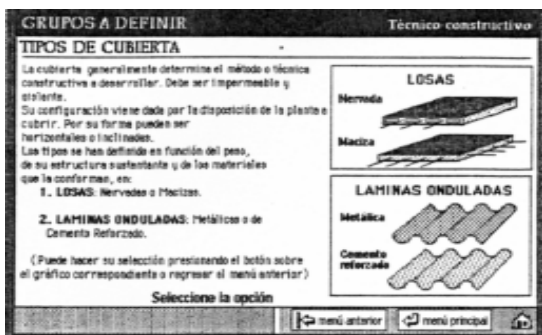 GRUPOS A DEFINIR
Técnico-constructivo
TIPOS DE CUBIERTA
La cubierta generalmente determina el método o técnica
constructiva a desarrollar. Debe ser impermeable y
aislante.
Su configuración viene dada por la disposición de la planta a
cubrir. Por su forma pueden ser
horizontales o inclinados.
Los tipos se han definido en función del peso,
de su estructura sustentante y de los materiales
que la conforman, en:
1. LOSAS: Nervadas o Macizas.
2. LAMINAS ONDULADAS: Metálicas o de
Cemento Reforzado.
(Puede hacer su selección presionando el botón sobre
el gráfico correspondiente o regresar al menú anterior)
Seleccione la opción
LOSAS
Nervada
Maciza
LAMINAS ONDULADAS
Metálica
Cemento
reforzado
menú anterior
menú principal